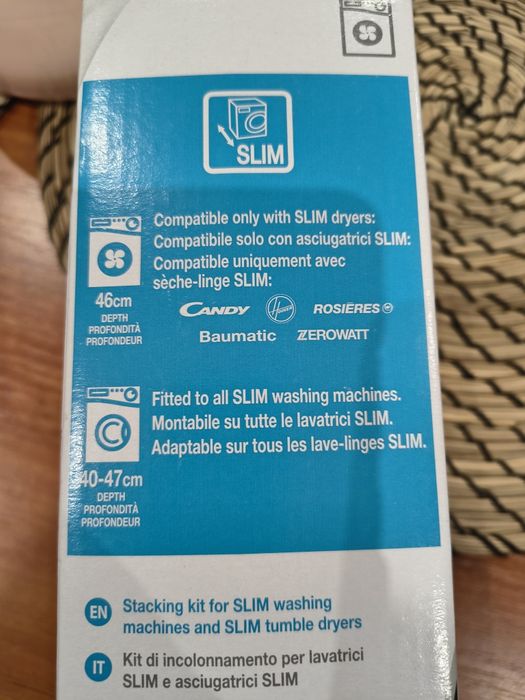 SLIM
Compatible only with SLIM dryers:
Compatibile solo con asciugatrici SLIM:
Compatible uniquement avec
sèche-linge SLIM:
46cm
DEPTH
PROFONDITÀ
PROFONDEUR
CANDY Hoover ROSIÈRES
Baumatic ZEROWATT
Fitted to all SLIM washing machines.
Montabile su tutte le lavatrici SLIM.
Adaptable sur tous les lave-linges SLIM.
40-47cm
DEPTH
PROFONDITÀ
PROFONDEUR
EN Stacking kit for SLIM washing
machines and SLIM tumble dryers
IT Kit di incolonnamento per lavatrici
SLIM e asciugatrici SLIM